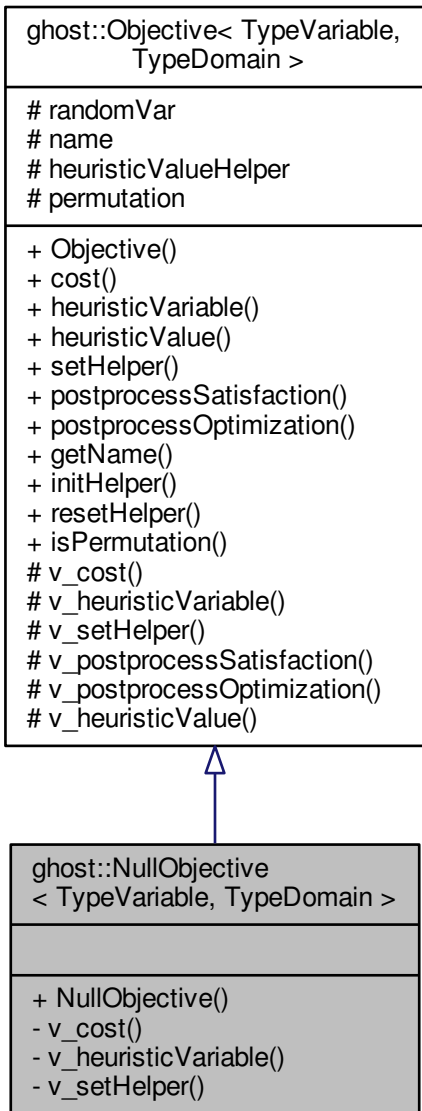 ghost::Objective< TypeVariable,
TypeDomain >
# randomVar
# name
# heuristicValueHelper
# permutation
+ Objective()
+ cost()
+ heuristicVariable()
+ heuristicValue()
+ setHelper()
+ postprocessSatisfaction()
+ postprocessOptimization()
+ getName()
+ initHelper()
+ resetHelper()
+ isPermutation()
# v_cost()
# v_heuristicVariable()
# v_setHelper()
# v_postprocessSatisfaction()
# v_postprocessOptimization()
# v_heuristicValue()
ghost::NullObjective
< TypeVariable, TypeDomain >
+ NullObjective()
- v_cost()
- v_heuristicVariable()
- v_setHelper()